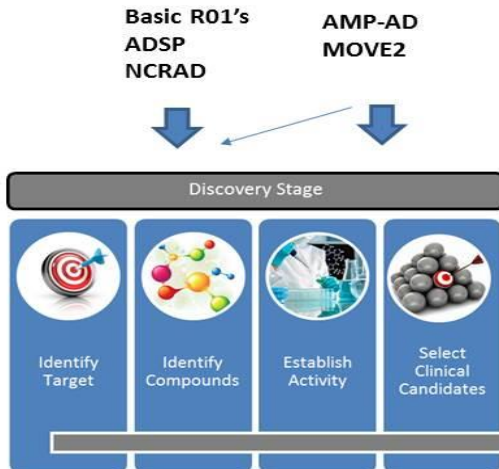 Basic R01's
ADSP
NCRAD
AMP-AD
MOVE2
Discovery Stage
Identify
Target
Identify
Compounds
Establish
Activity
Select
Clinical
Candidates